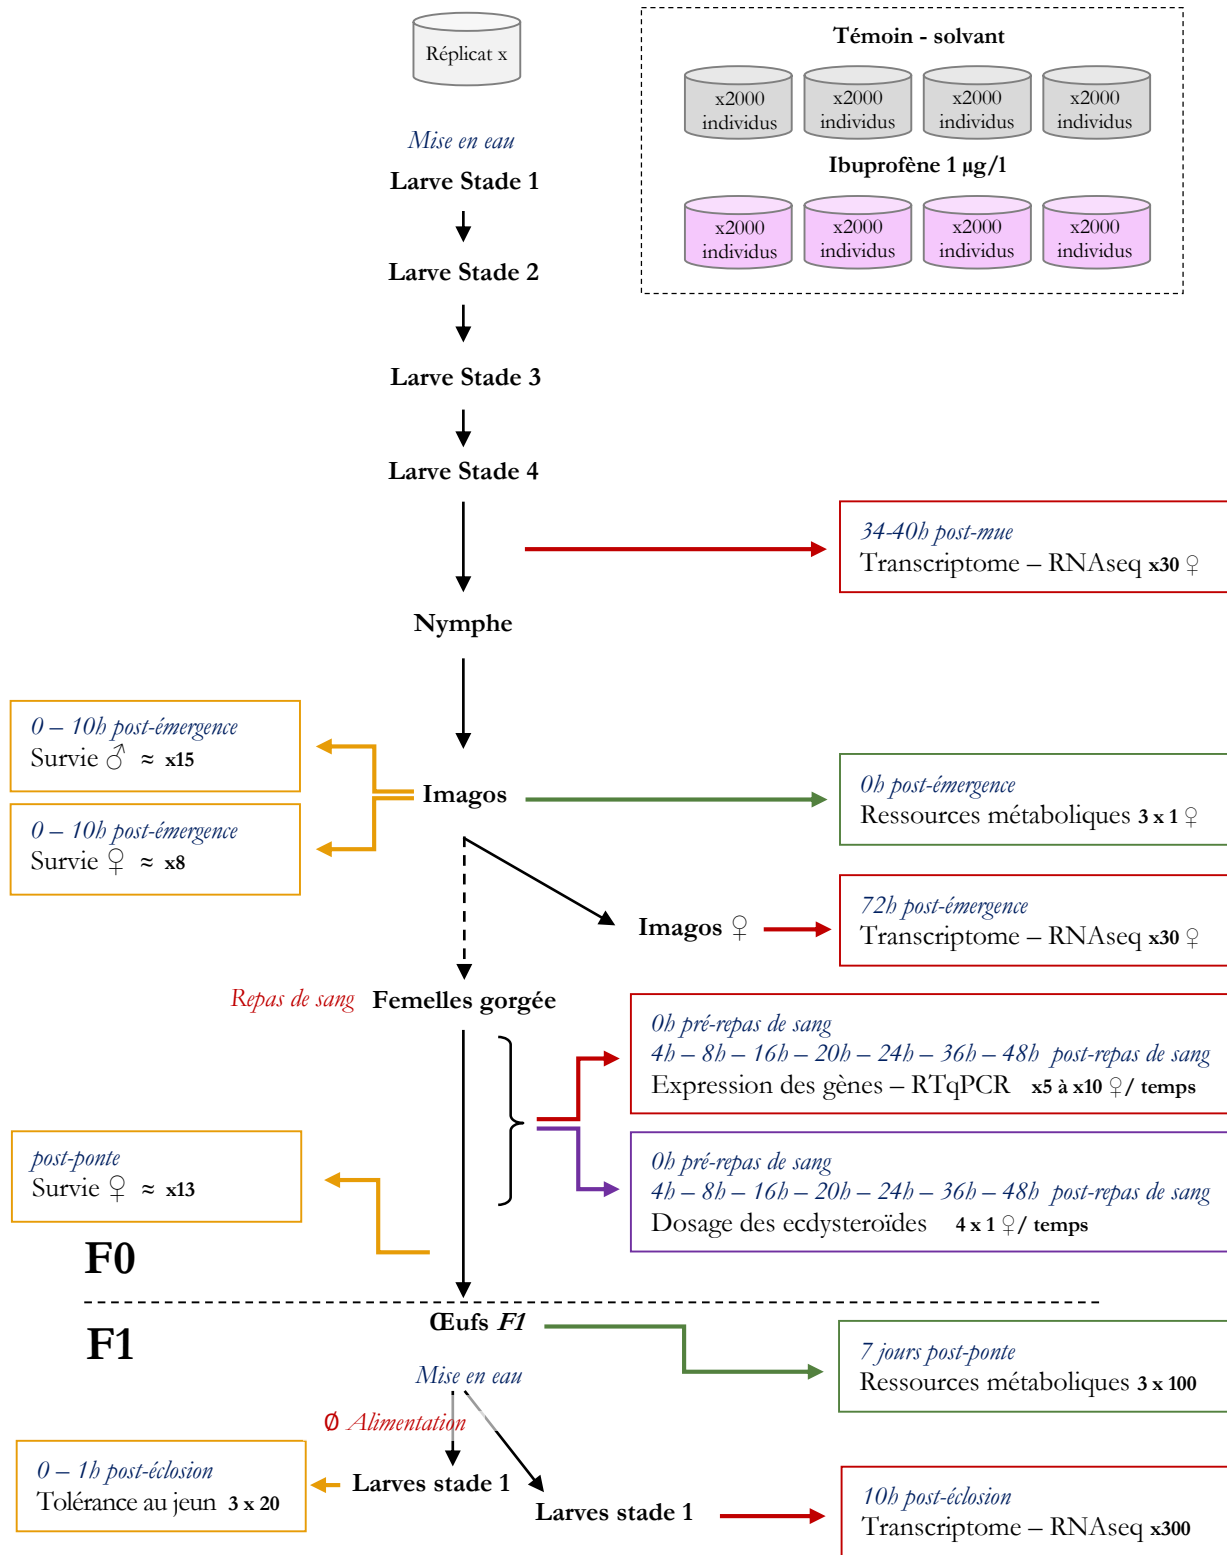 Réplicat x
Témoin - solvant
x2000 individus
x2000 individus
x2000 individus
x2000 individus
Ibuprofène 1 µg/l
x2000 individus
x2000 individus
x2000 individus
x2000 individus
Mise en eau
Larve Stade 1
Larve Stade 2
Larve Stade 3
Larve Stade 4
34-40h post-mue
Transcriptome – RNAseq x30 ♀
Nymphe
0 – 10h post-émergence
Survie ♂ ≈ x15
Imagos
0h post-émergence
Ressources métaboliques 3 x 1 ♀
0 – 10h post-émergence
Survie ♀ ≈ x8
Imagos ♀
72h post-émergence
Transcriptome – RNAseq x30 ♀
Repas de sang
Femelles gorgée
0h pré-repas de sang
4h – 8h – 16h – 20h – 24h – 36h – 48h post-repas de sang
Expression des gènes – RTqPCR x5 à x10 ♀/ temps
0h pré-repas de sang
4h – 8h – 16h – 20h – 24h – 36h – 48h post-repas de sang
Dosage des ecdysteroïdes 4 x 1 ♀/ temps
post-ponte
Survie ♀ ≈ x13
F0
F1
Œufs F1
7 jours post-ponte
Ressources métaboliques 3 x 100
Mise en eau
Ø Alimentation
0 – 1h post-éclosion
Tolérance au jeun 3 x 20
Larves stade 1
Larves stade 1
10h post-éclosion
Transcriptome – RNAseq x300